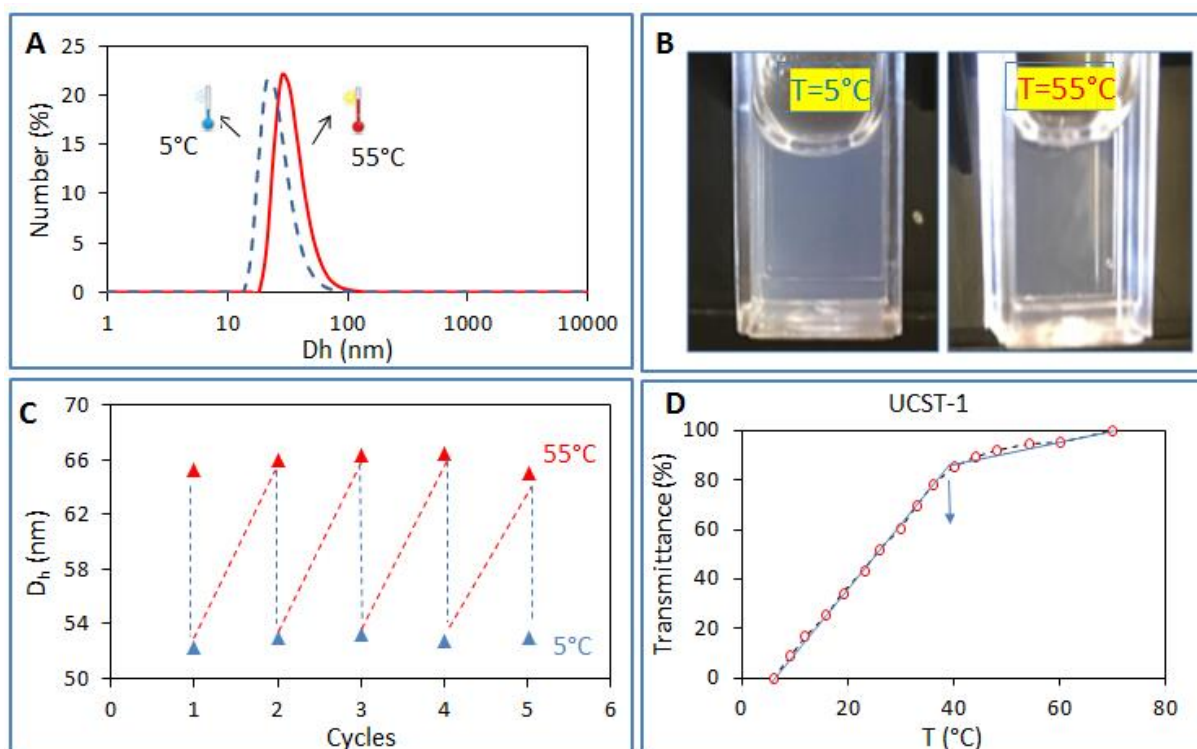 A
25
20
15
10
5
0
Number (%)
5°C
55°C
1
10
100
1000
10000
Dh (nm)
B
T=5°C
T=55°C
C
70
66
62
58
54
50
Dₕ (nm)
55°C
5°C
0
1
2
3
4
5
6
Cycles
D
UCST-1
100
80
60
40
20
0
Transmittance (%)
0
20
40
60
80
T (°C)